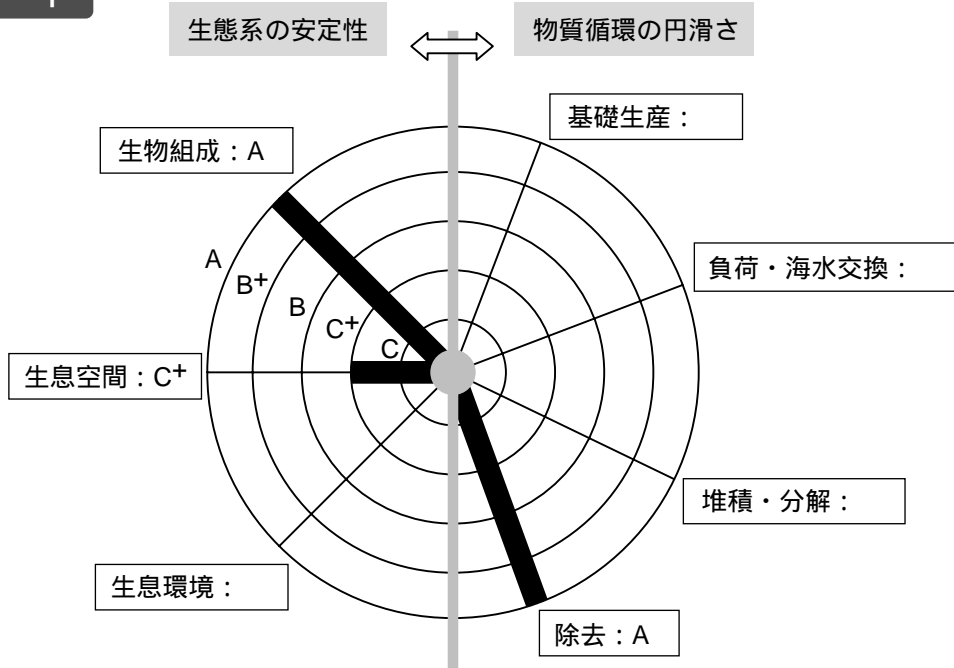 生態系の安定性
物質循環の円滑さ
基礎生産：
生物組成：A
負荷・海水交換：
A
B+
B
C+
C
生息空間：C+
堆積・分解：
生息環境：
除去：A